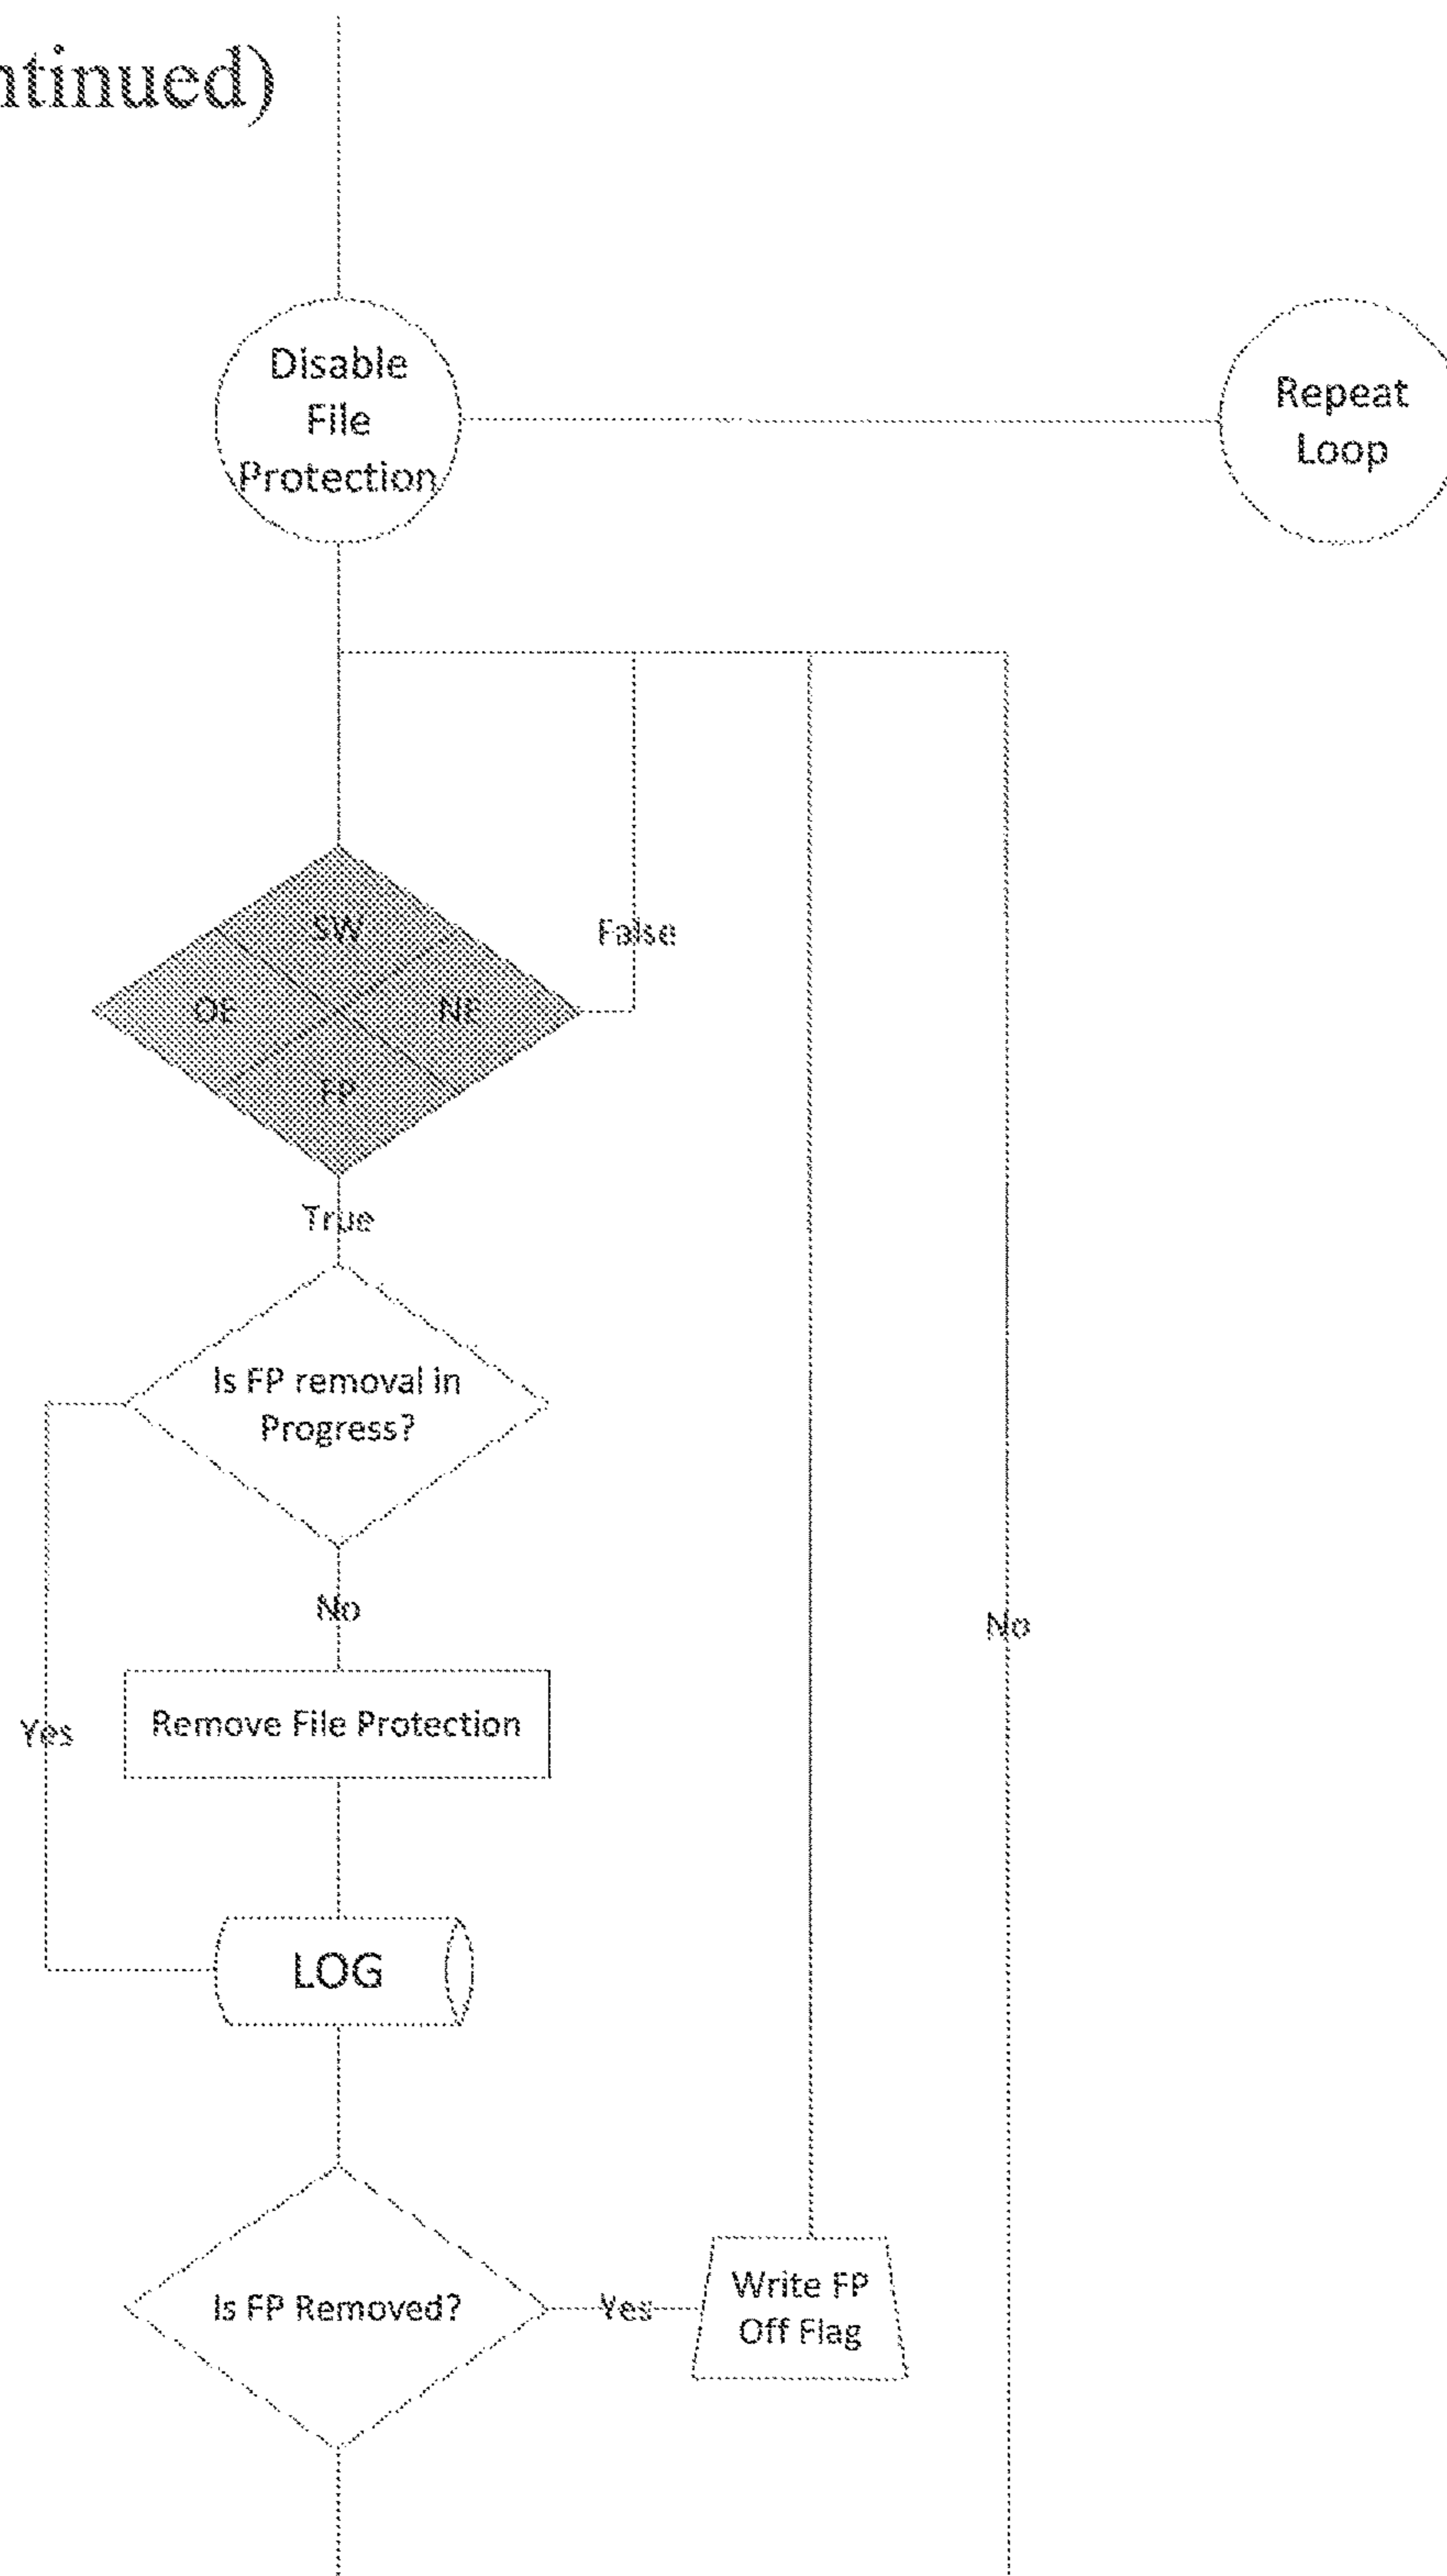 ntinued)
Disable
File
Protection
Repeat
Loop
SW
False
OF
NF
FP
True
Is FP removal in
Progress?
No
No
Remove File Protection
Yes
LOG
Write FP
Off Flag
Is FP Removed?
Yes